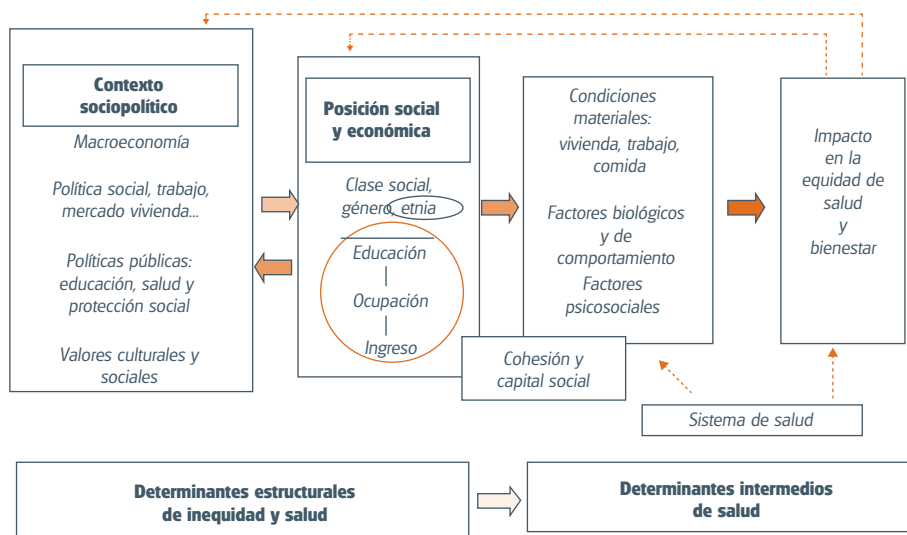 Contexto
sociopolítico
Macroeconomía
Política social, trabajo,
mercado vivienda...
Políticas públicas:
educación, salud y
protección social
Valores culturales y
sociales
Posición social
y económica
Clase social,
género, etnia
Educación
Ocupación
Ingreso
Condiciones
materiales:
vivienda, trabajo,
comida
Factores biológicos
y de
comportamiento
Factores
psicosociales
Cohesión y
capital social
Impacto
en la
equidad de
salud
y
bienestar
Sistema de salud
Determinantes estructurales
de inequidad y salud
Determinantes intermedios
de salud